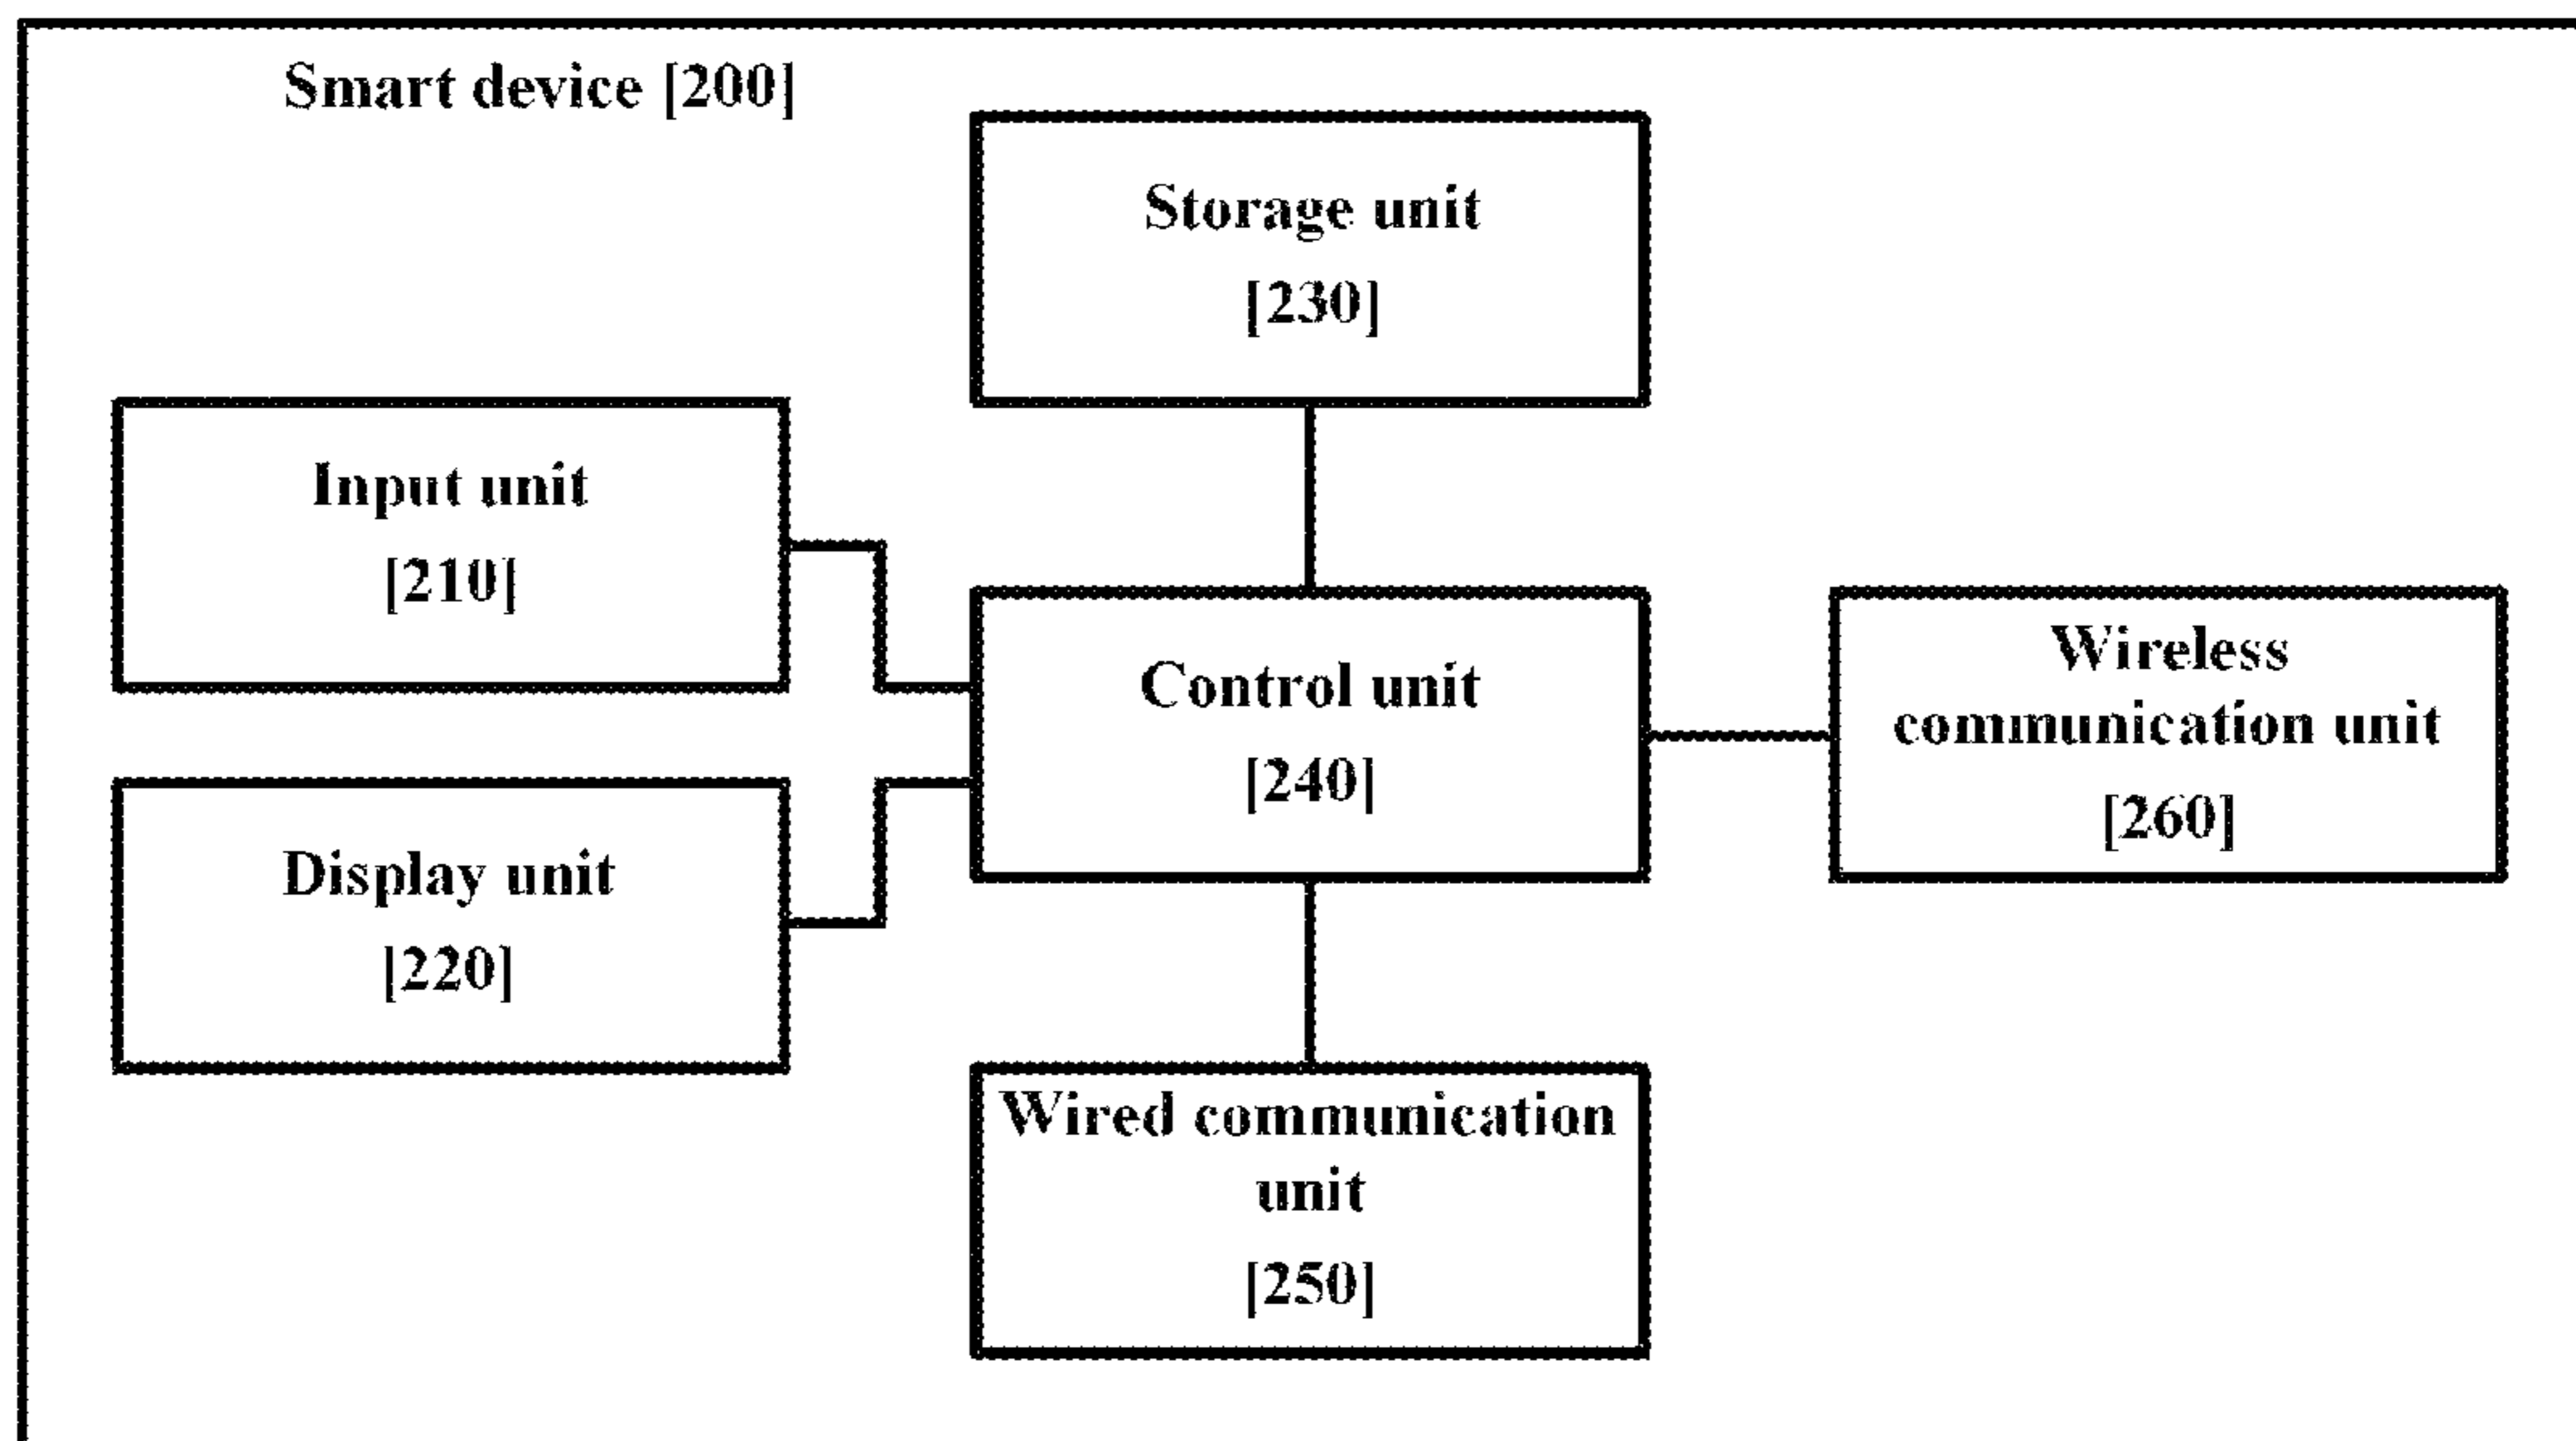 Smart device [200]
Storage unit
[230]
Input unit
[210]
Control unit
[240]
Wireless
communication unit
[260]
Display unit
[220]
Wired communication
unit
[250]